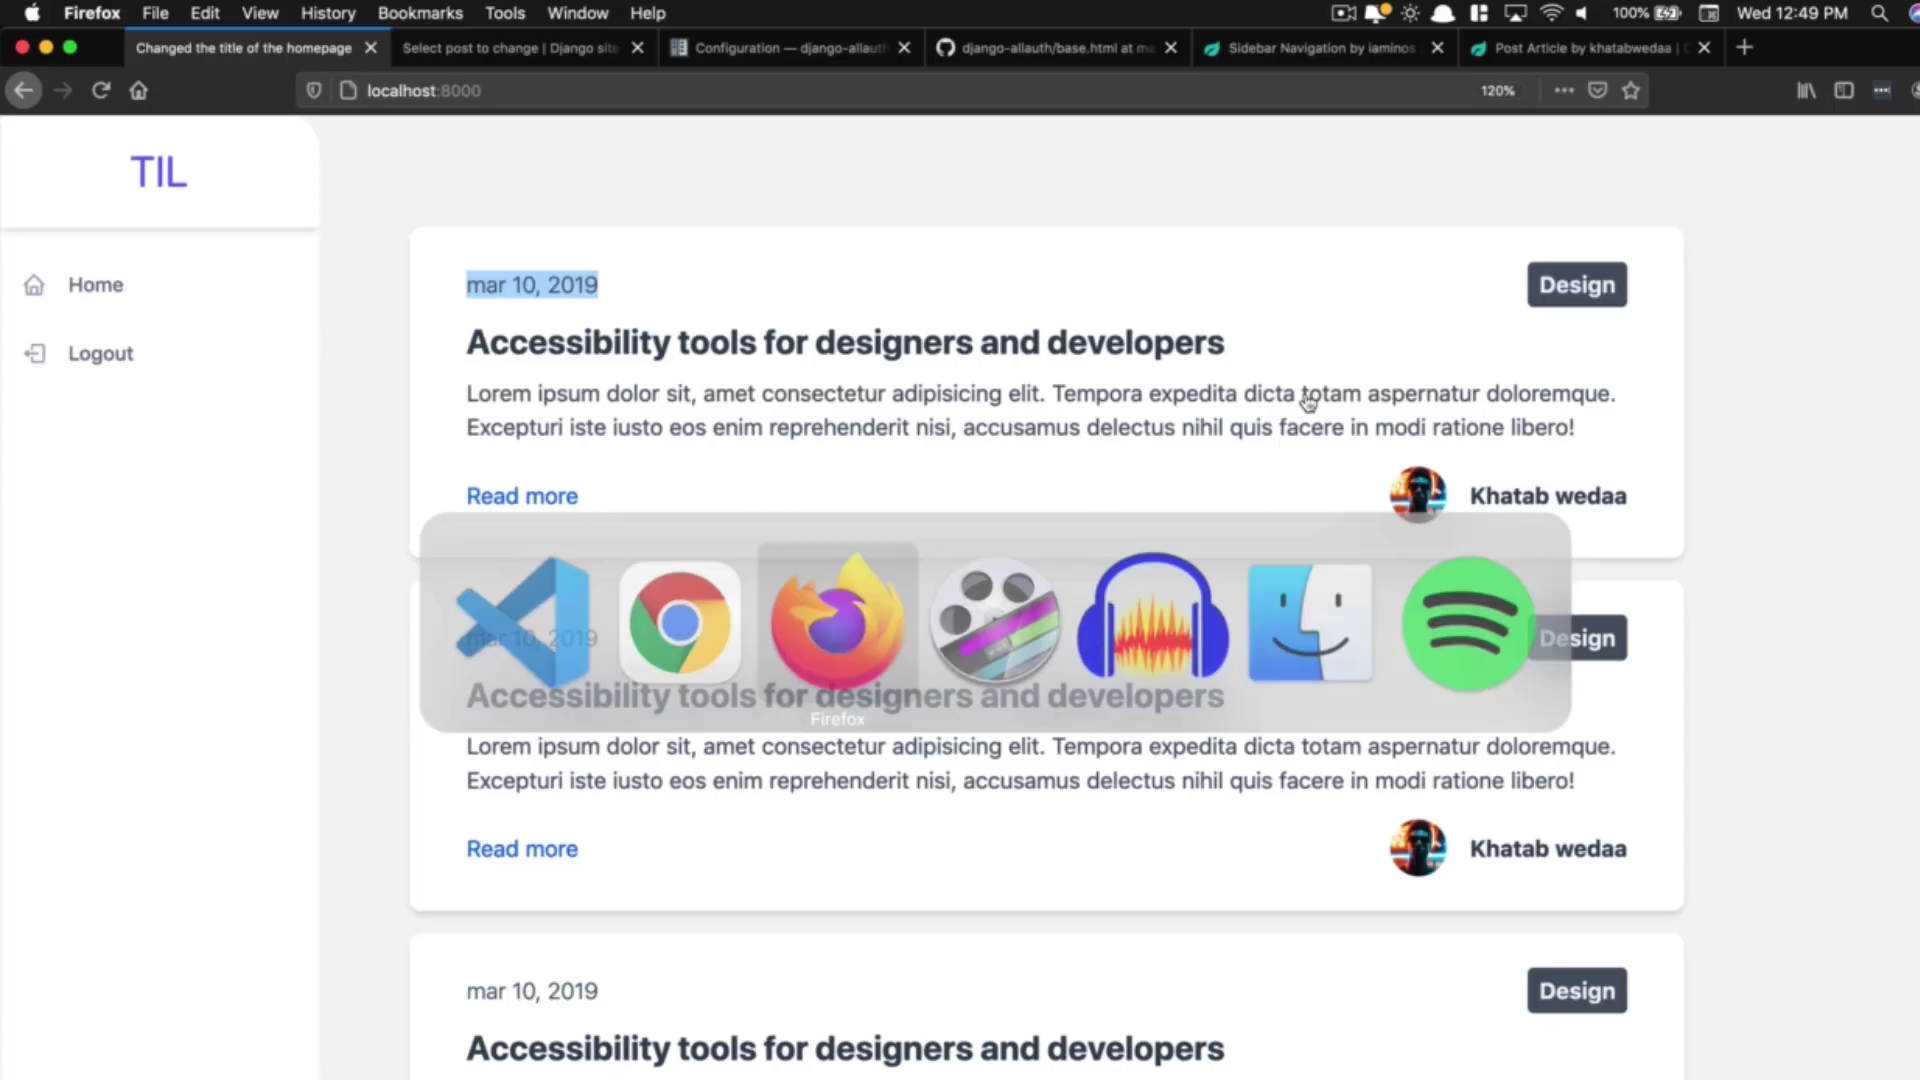 Firefox File Edit View History Bookmarks Tools Window Help 100% Wed 12:49 PM
Changed the title of the homepage Select post to change | Django site Configuration — django-allauth django-allauth/base.html at ma Sidebar Navigation by iaminos Post Article by khatabwedaa |
localhost:8000 120%
TIL
Home
Logout
mar 10, 2019
Design
Accessibility tools for designers and developers
Lorem ipsum dolor sit, amet consectetur adipisicing elit. Tempora expedita dicta totam aspernatur doloremque.
Excepturi iste iusto eos enim reprehenderit nisi, accusamus delectus nihil quis facere in modi ratione libero!
Read more
Khatab wedaa
mar 10, 2019
Design
Accessibility tools for designers and developers
Firefox
Lorem ipsum dolor sit, amet consectetur adipisicing elit. Tempora expedita dicta totam aspernatur doloremque.
Excepturi iste iusto eos enim reprehenderit nisi, accusamus delectus nihil quis facere in modi ratione libero!
Read more
Khatab wedaa
mar 10, 2019
Design
Accessibility tools for designers and developers